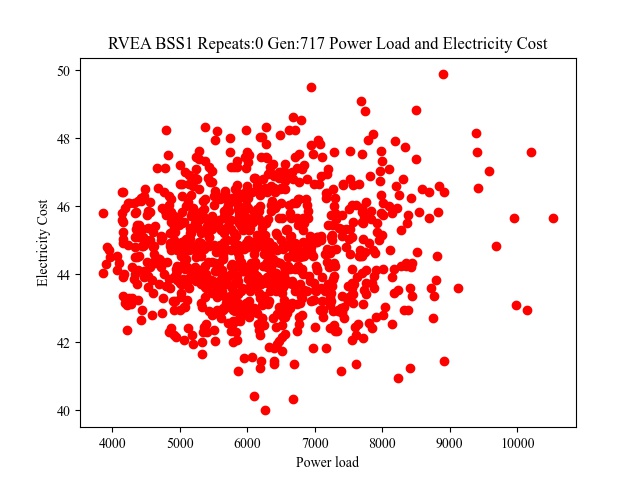 RVEA BSS1 Repeats:0 Gen:717 Power Load and Electricity Cost
50
48
46
44
42
40
Electricity Cost
4000 5000 6000 7000 8000 9000 10000
Power load